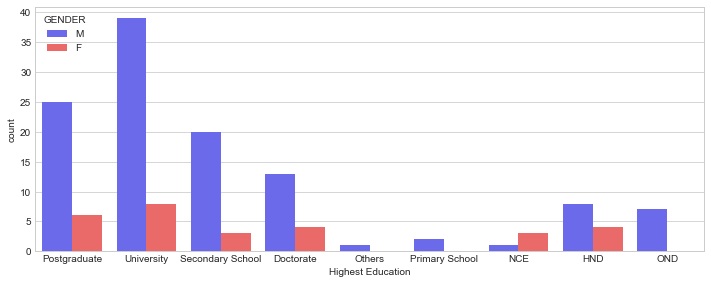 GENDER
M
F
40
35
30
25
20
15
10
5
0
count
Postgraduate University Secondary School Doctorate Others Primary School NCE HND OND
Highest Education